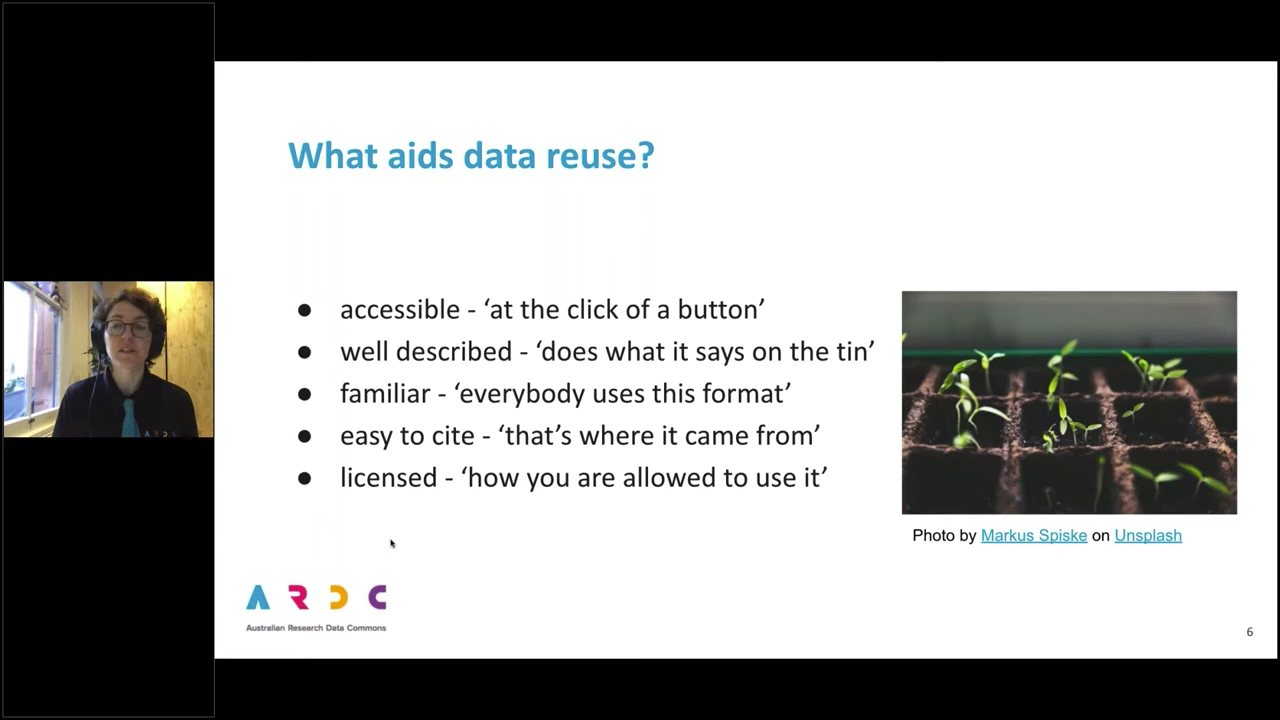 What aids data reuse?
● accessible - ‘at the click of a button’
● well described - ‘does what it says on the tin’
● familiar - ‘everybody uses this format’
● easy to cite - ‘that’s where it came from’
● licensed - ‘how you are allowed to use it’
Photo by Markus Spiske on Unsplash
ARDC
Australian Research Data Commons
6
ARDC